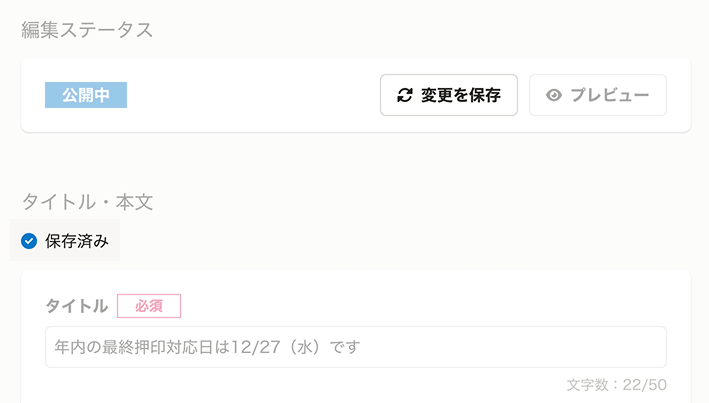 編集ステータス
公開中 変更を保存 プレビュー
タイトル・本文
保存済み
タイトル 必須
年内の最終押印対応日は12/27（水）です
文字数：22/50